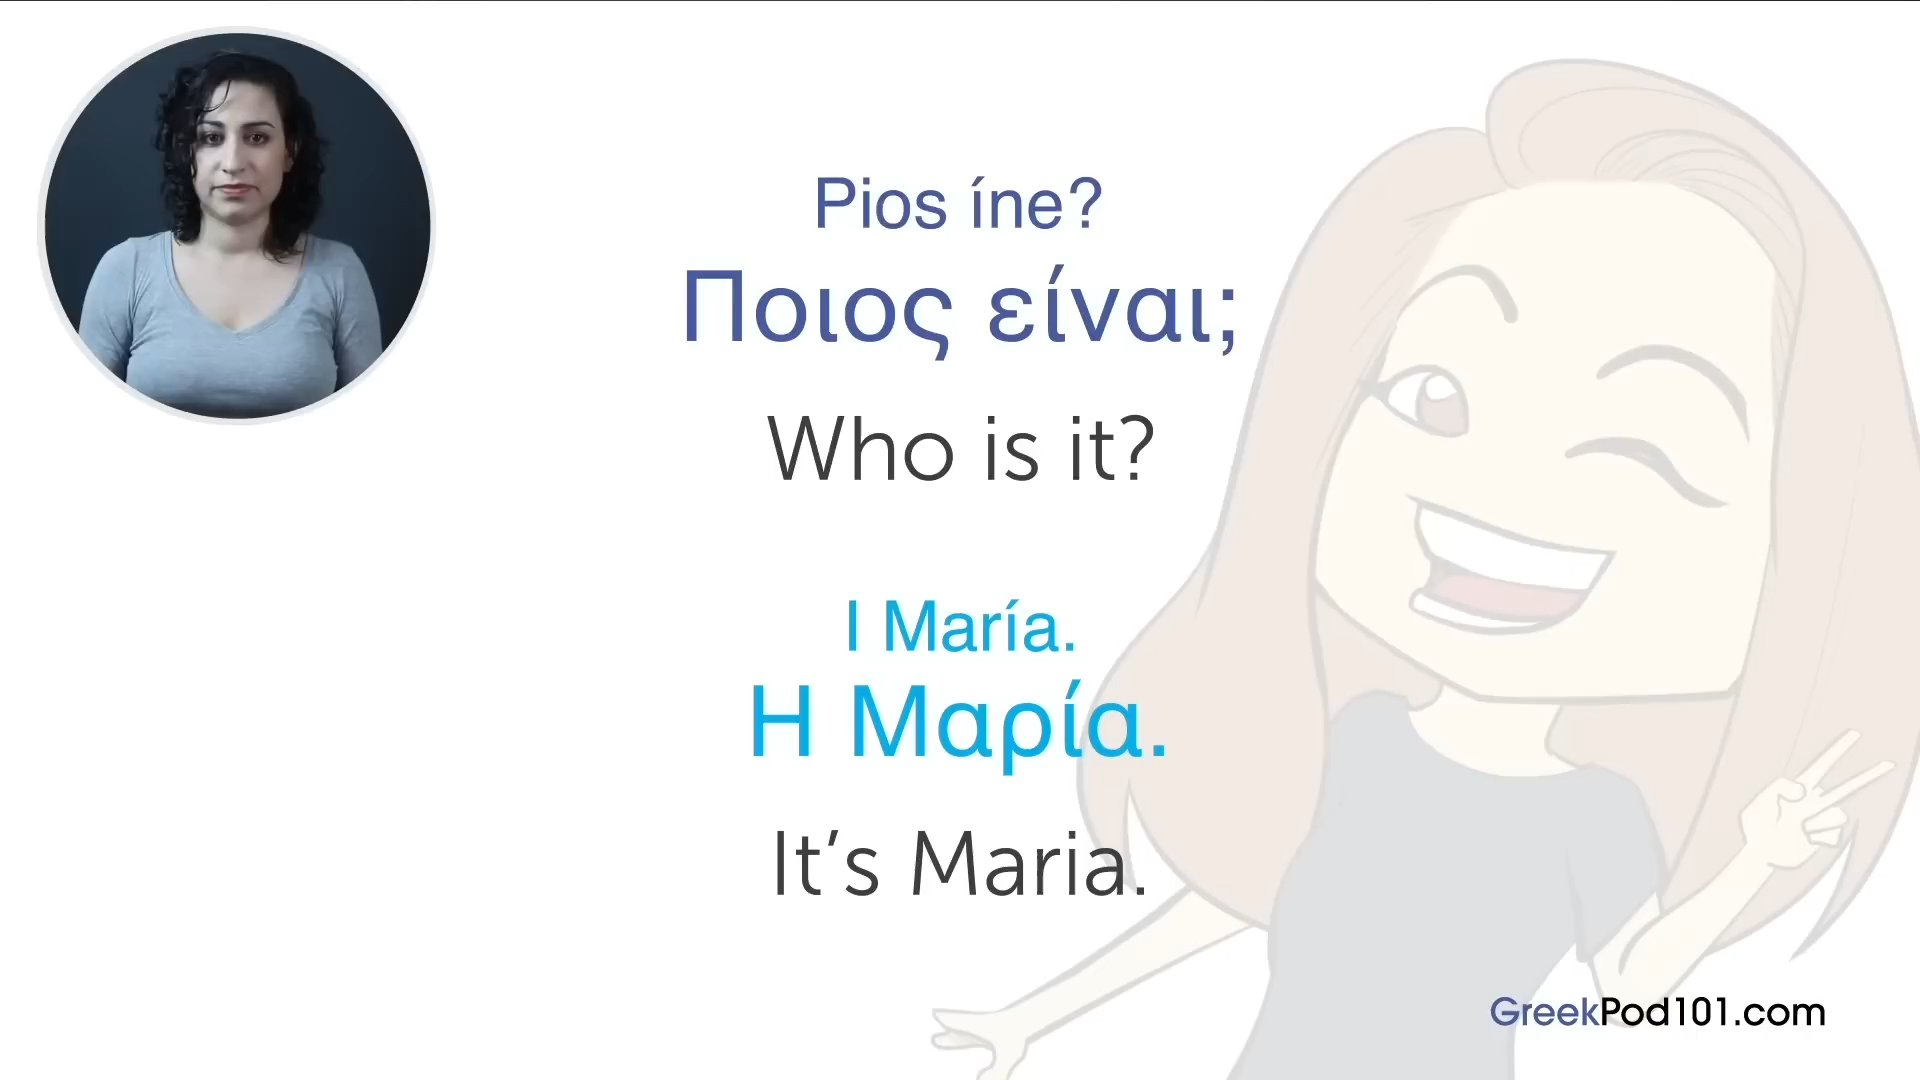 Pios íne?
Ποιος είναι;
Who is it?
I María.
Η Μαρία.
It’s Maria.
GreekPod101.com